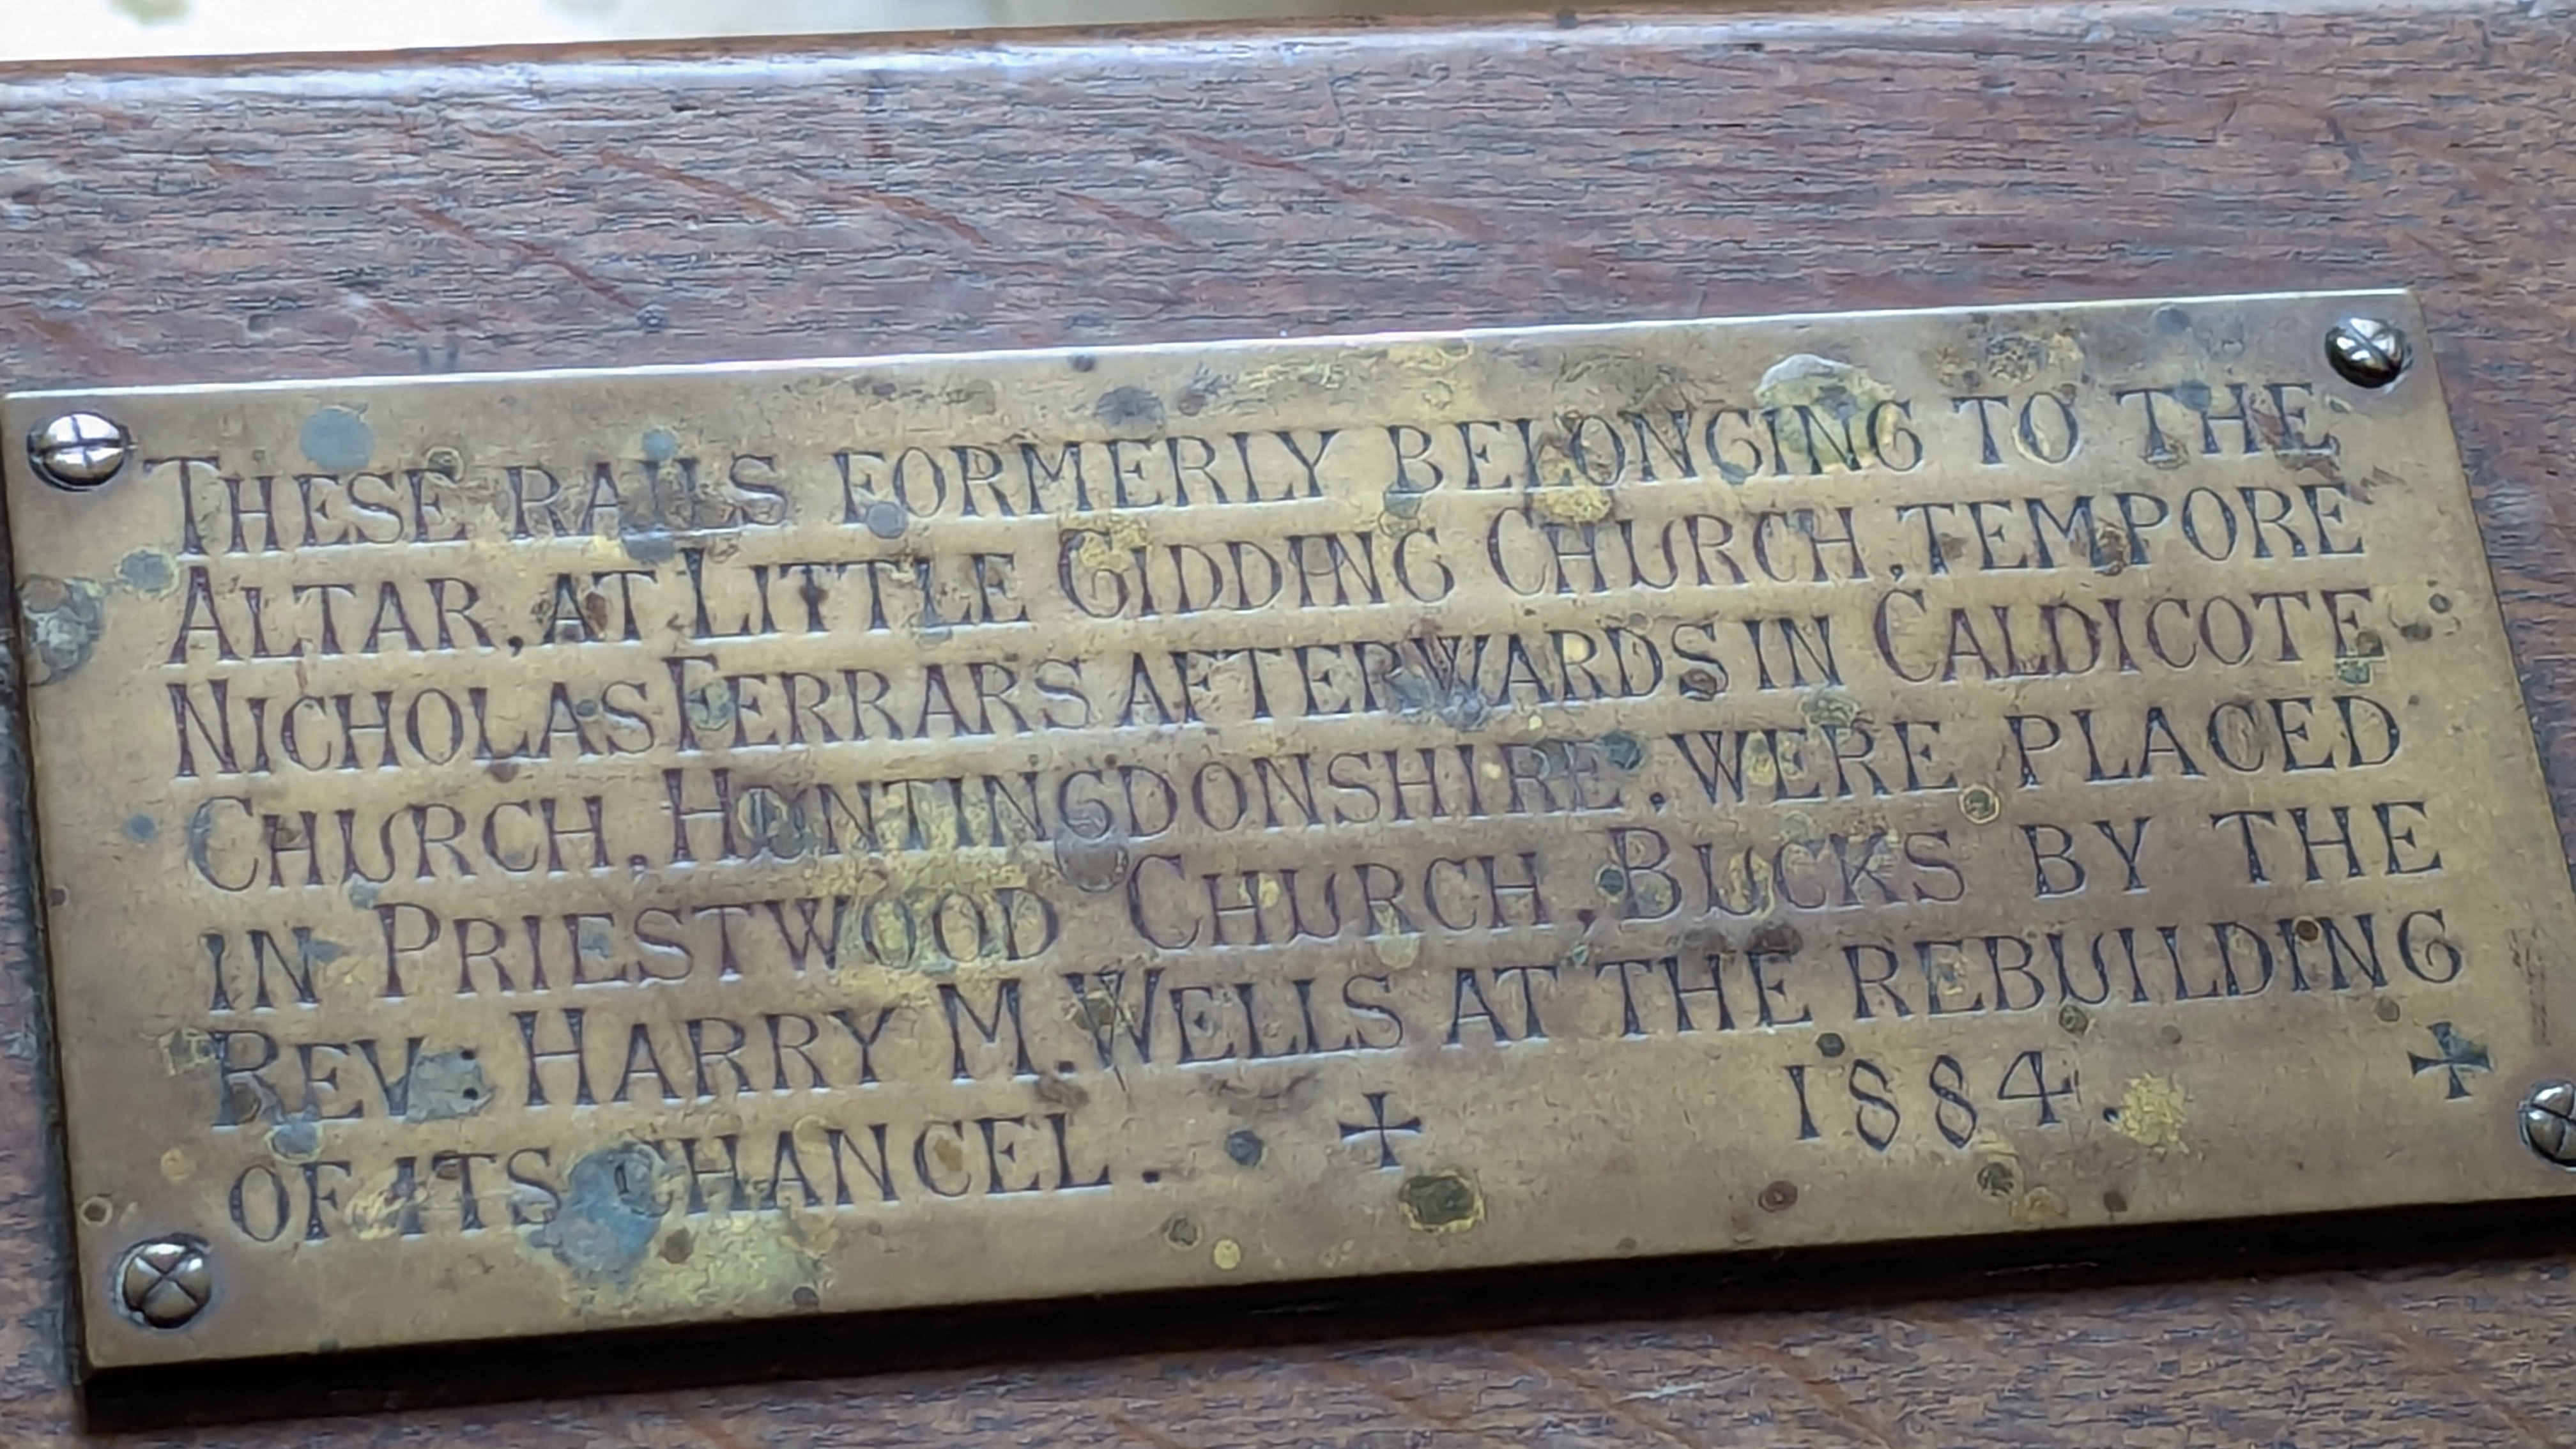 THESE RAILS FORMERLY BELONGING TO THE
ALTAR, AT LITTLE GIDDING CHURCH, TEMPORE
NICHOLAS FERRARS AFTERWARDS IN CALDICOTE
CHURCH, HUNTINGDONSHIRE, WERE PLACED
IN PRIESTWOOD CHURCH, BUCKS BY THE
REV: HARRY M. WELLS AT THE REBUILDING
OF ITS CHANCEL. ✠ 1884. ✠